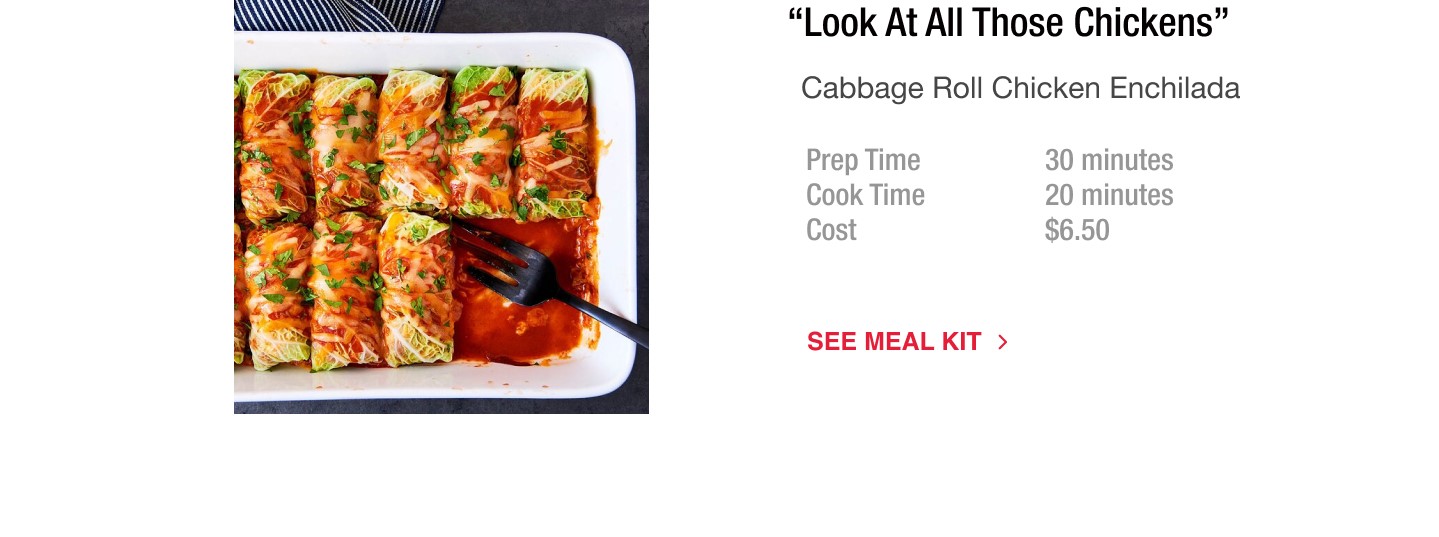 “Look At All Those Chickens”
Cabbage Roll Chicken Enchilada
Prep Time 30 minutes
Cook Time 20 minutes
Cost $6.50
SEE MEAL KIT >